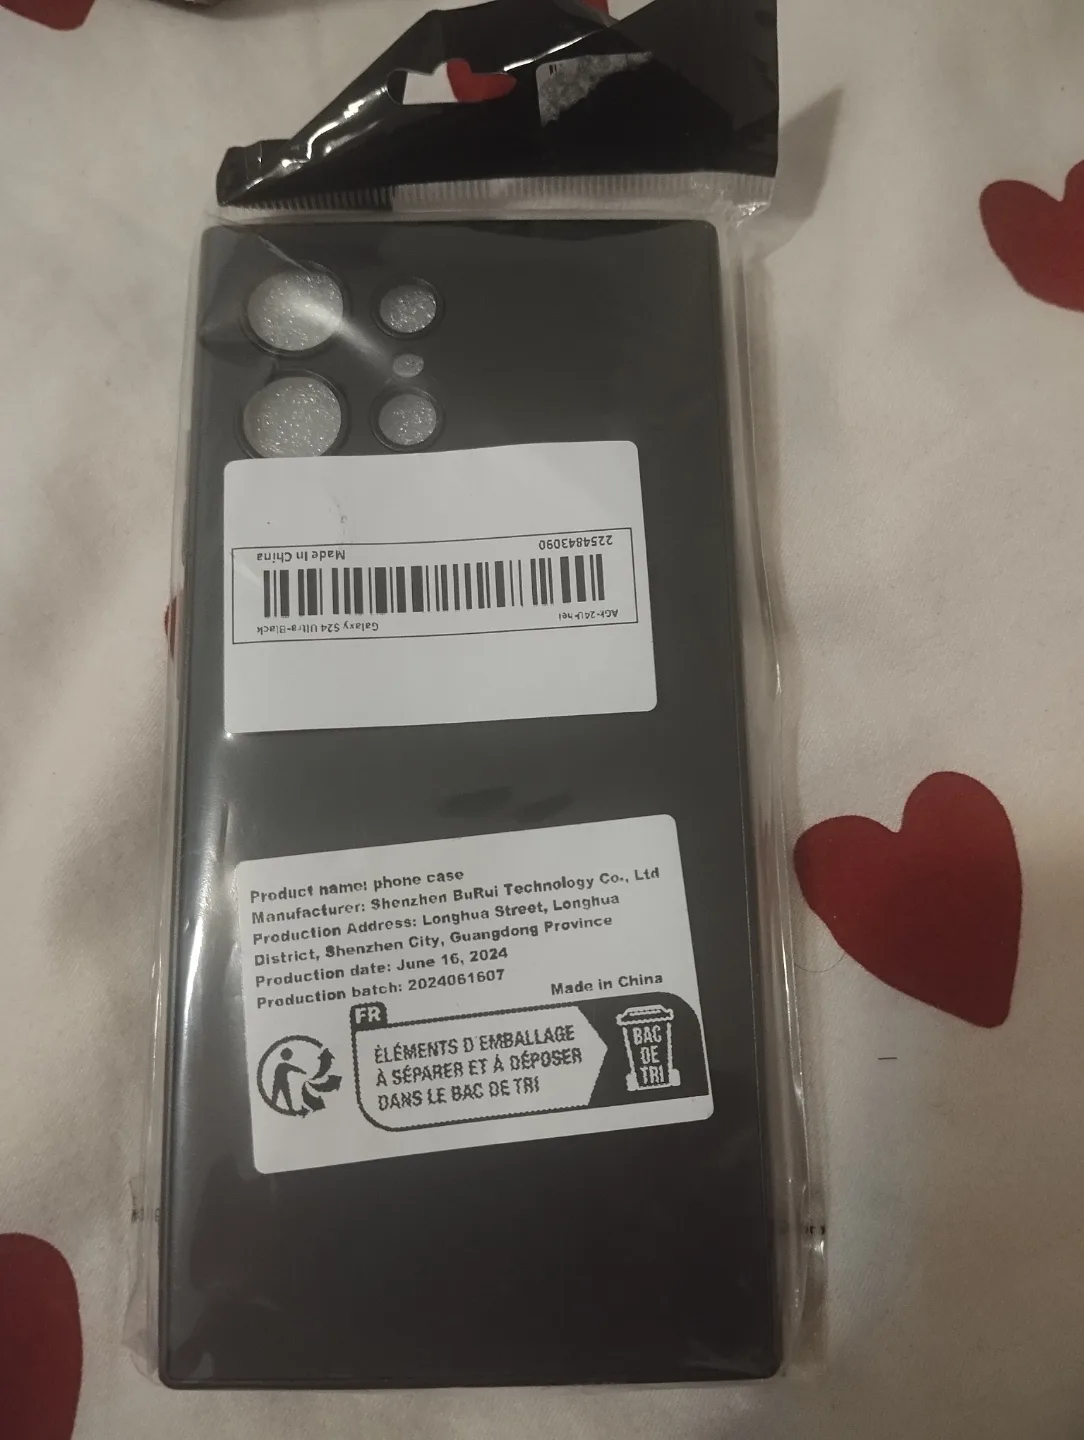 2254843090
Made In China
AGk-24U-hei
Galaxy S24 Ultra-Black
Product name: phone case
Manufacturer: Shenzhen BuRui Technology Co., Ltd
Production Address: Longhua Street, Longhua
District, Shenzhen City, Guangdong Province
Production date: June 16, 2024
Production batch: 2024061607
Made in China
FR
ÉLÉMENTS D'EMBALLAGE
À SÉPARER ET À DÉPOSER
DANS LE BAC DE TRI
BAC
DE
TRI